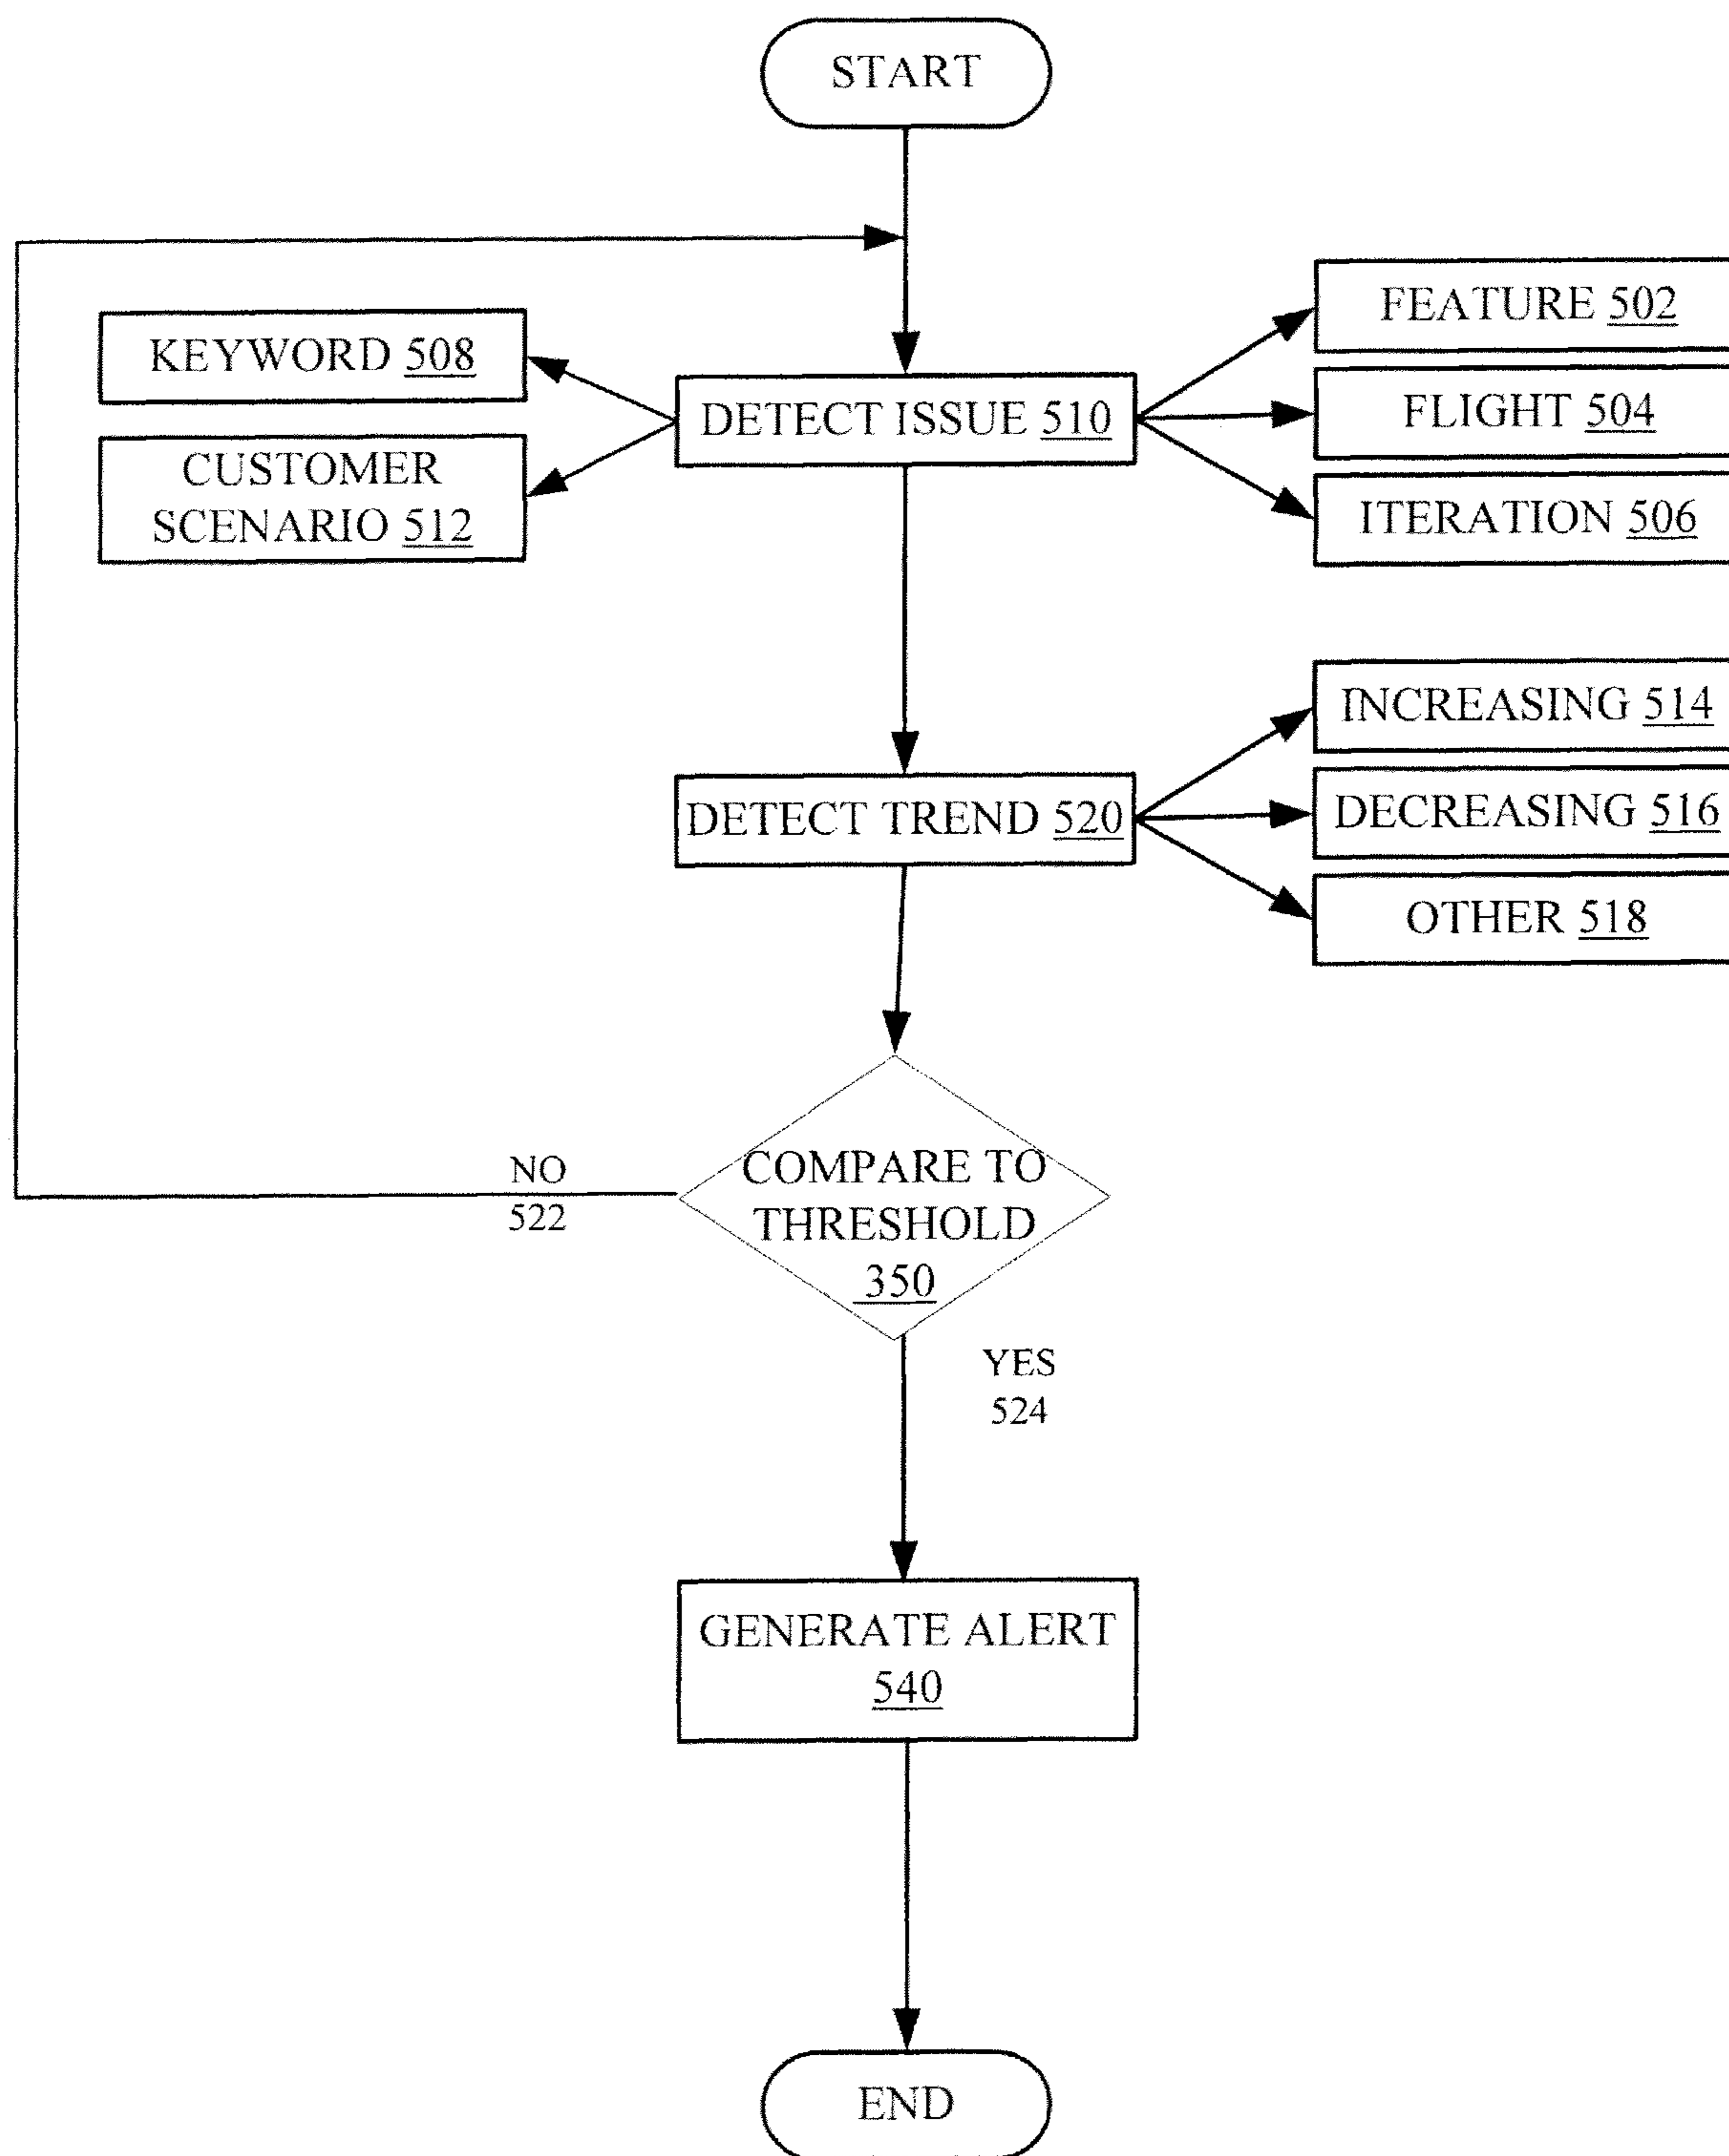 START
FEATURE 502
KEYWORD 508
DETECT ISSUE 510
FLIGHT 504
CUSTOMER
SCENARIO 512
ITERATION 506
INCREASING 514
DETECT TREND 520
DECREASING 516
OTHER 518
COMPARE TO
THRESHOLD
350
NO
522
YES
524
GENERATE ALERT
540
END